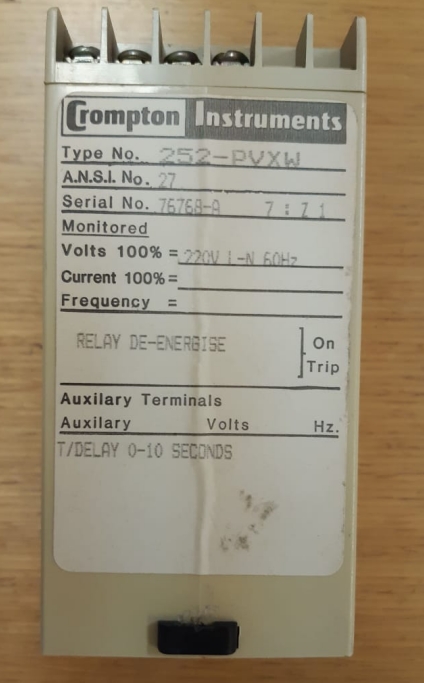 Crompton Instruments
Type No. 252-PVXW
A.N.S.I. No. 27
Serial No. 76768-A 7 : Z 1
Monitored
Volts 100% = 220V L-N 60Hz
Current 100% =
Frequency =
RELAY DE-ENERGISE On
Trip
Auxilary Terminals
Auxilary Volts Hz.
T/DELAY 0-10 SECONDS